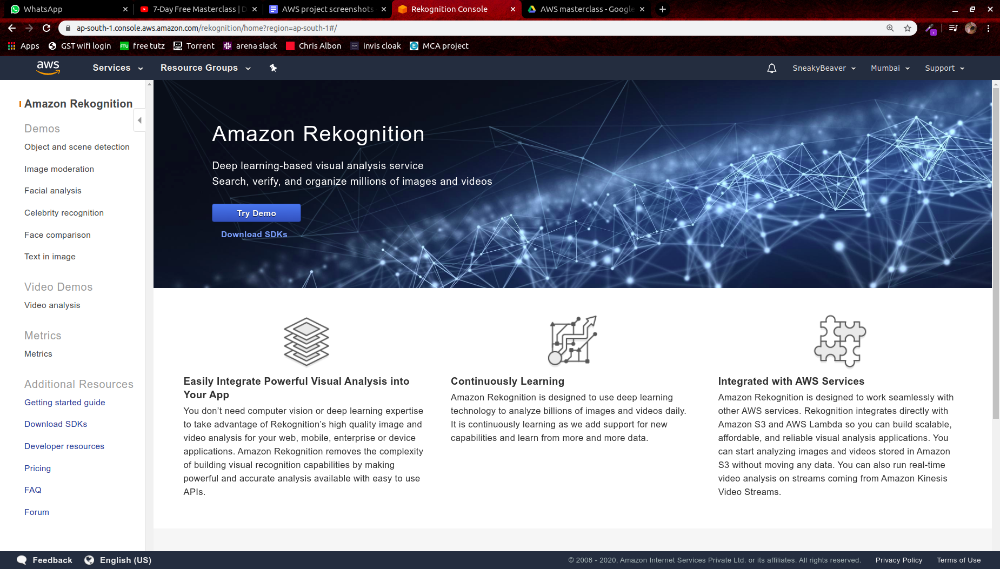 WhatsApp
7-Day Free Masterclass |
AWS project screenshots
Rekognition Console
AWS masterclass - Google
ap-south-1.console.aws.amazon.com/rekognition/home?region=ap-south-1#/
Apps
GST wifi login
FTU
free tutz
Torrent
arena slack
Chris Albon
invis cloak
E
MCA project
aws
Services
Resource Groups
SneakyBeaver
Mumbai
Support
Amazon Rekognition
Demos
Object and scene detection
Image moderation
Facial analysis
Celebrity recognition
Face comparison
Text in image
Video Demos
Video analysis
Metrics
Metrics
Additional Resources
Getting started guide
Download SDKs
Developer resources
Pricing
FAQ
Forum
Amazon Rekognition
Deep learning-based visual analysis service
Search, verify, and organize millions of images and videos
Try Demo
Download SDKs
Easily Integrate Powerful Visual Analysis into
Your App
You don’t need computer vision or deep learning expertise
to take advantage of Rekognition’s high quality image and
video analysis for your web, mobile, enterprise or device
applications. Amazon Rekognition removes the complexity
of building visual recognition capabilities by making
powerful and accurate analysis available with easy to use
APIs.
Continuously Learning
Amazon Rekognition is designed to use deep learning
technology to analyze billions of images and videos daily.
It is continuously learning as we add support for new
capabilities and learn from more and more data.
Integrated with AWS Services
Amazon Rekognition is designed to work seamlessly with
other AWS services. Rekognition integrates directly with
Amazon S3 and AWS Lambda so you can build scalable,
affordable, and reliable visual analysis applications. You
can start analyzing images and videos stored in Amazon
S3 without moving any data. You can also run real-time
video analysis on streams coming from Amazon Kinesis
Video Streams.
Feedback
English (US)
© 2008 - 2020, Amazon Internet Services Private Ltd. or its affiliates. All rights reserved.
Privacy Policy
Terms of Use